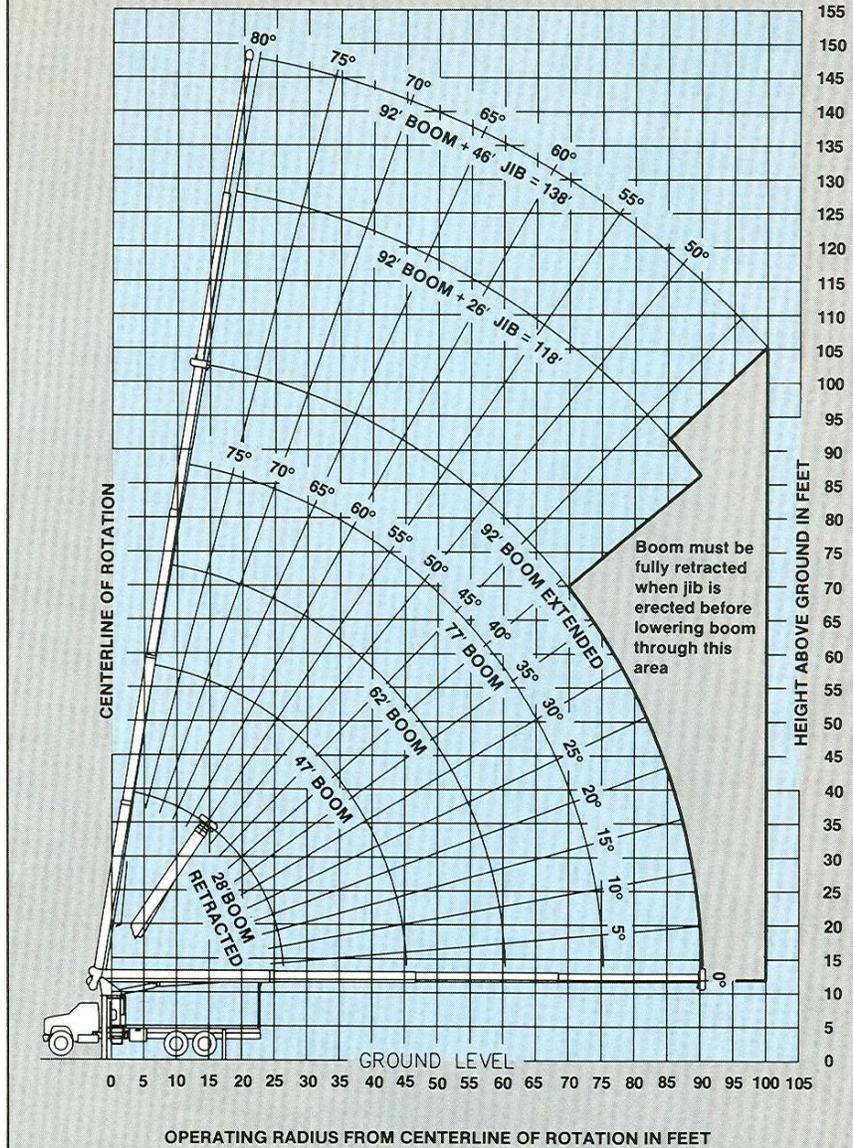 80°
75°
70°
65°
60°
55°
50°
92' BOOM + 46' JIB = 138'
92' BOOM + 26' JIB = 118'
75°
70°
65°
60°
55°
50°
45°
40°
35°
30°
25°
20°
15°
10°
5°
0°
92' BOOM EXTENDED
77' BOOM
62' BOOM
47' BOOM
28' BOOM
RETRACTED
Boom must be
fully retracted
when jib is
erected before
lowering boom
through this
area
CENTERLINE OF ROTATION
HEIGHT ABOVE GROUND IN FEET
155
150
145
140
135
130
125
120
115
110
105
100
95
90
85
80
75
70
65
60
55
50
45
40
35
30
25
20
15
10
5
0
GROUND LEVEL
0 5 10 15 20 25 30 35 40 45 50 55 60 65 70 75 80 85 90 95 100 105
OPERATING RADIUS FROM CENTERLINE OF ROTATION IN FEET